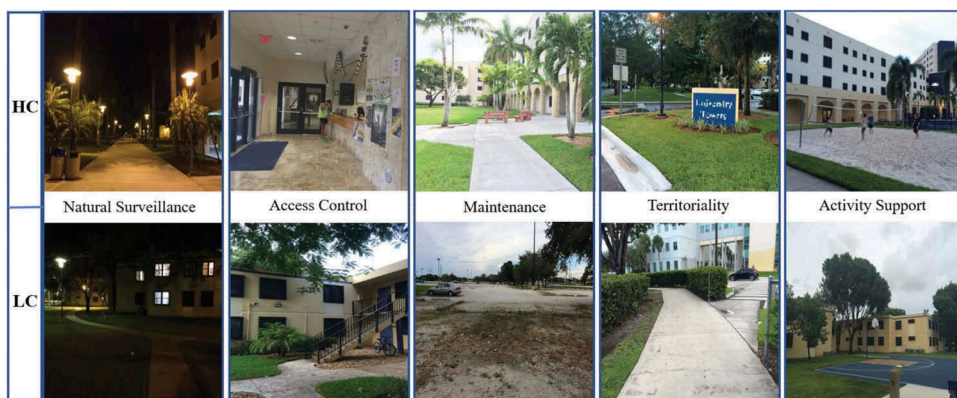 HC
Natural Surveillance
Access Control
Maintenance
Territoriality
Activity Support
University
Towers
LC